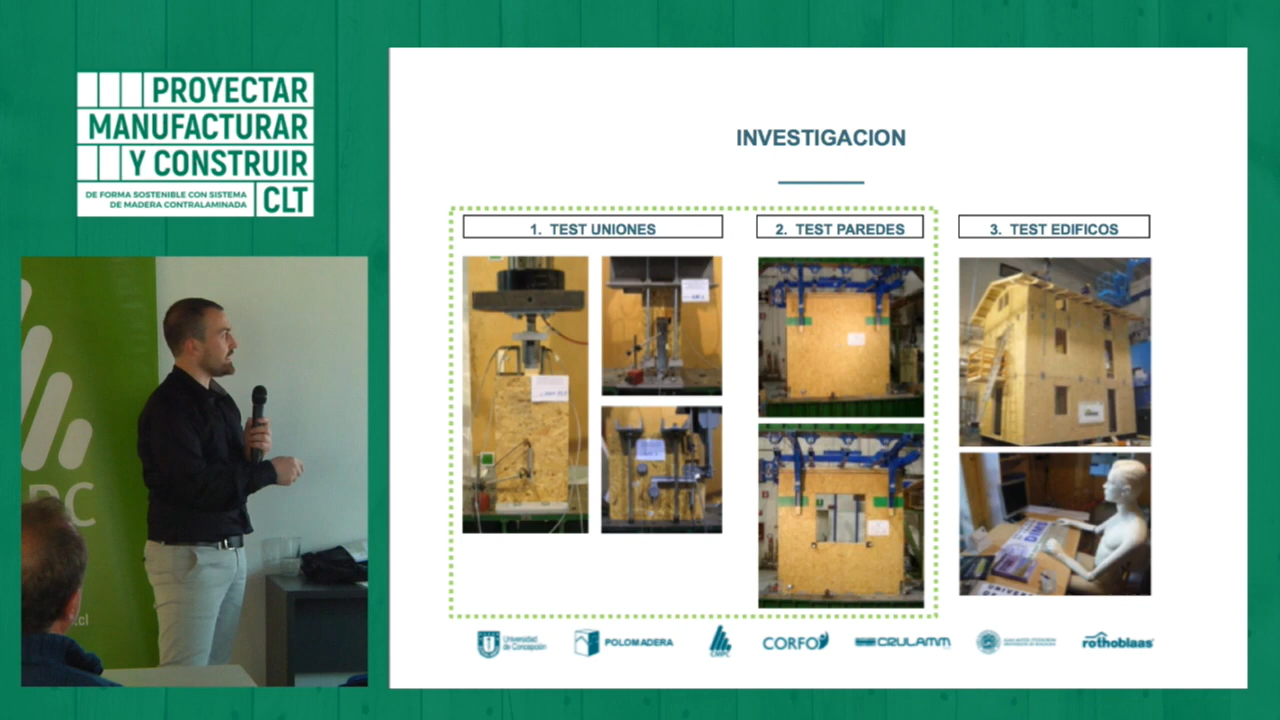 PROYECTAR
MANUFACTURAR
Y CONSTRUIR
DE FORMA SOSTENIBLE CON SISTEMA
DE MADERA CONTRALAMINADA
CLT
INVESTIGACION
1. TEST UNIONES
2. TEST PAREDES
3. TEST EDIFICOS
Universidad
de Concepción
POLOMADERA
CMPC
CORFO
CRULAMM
rothoblaas